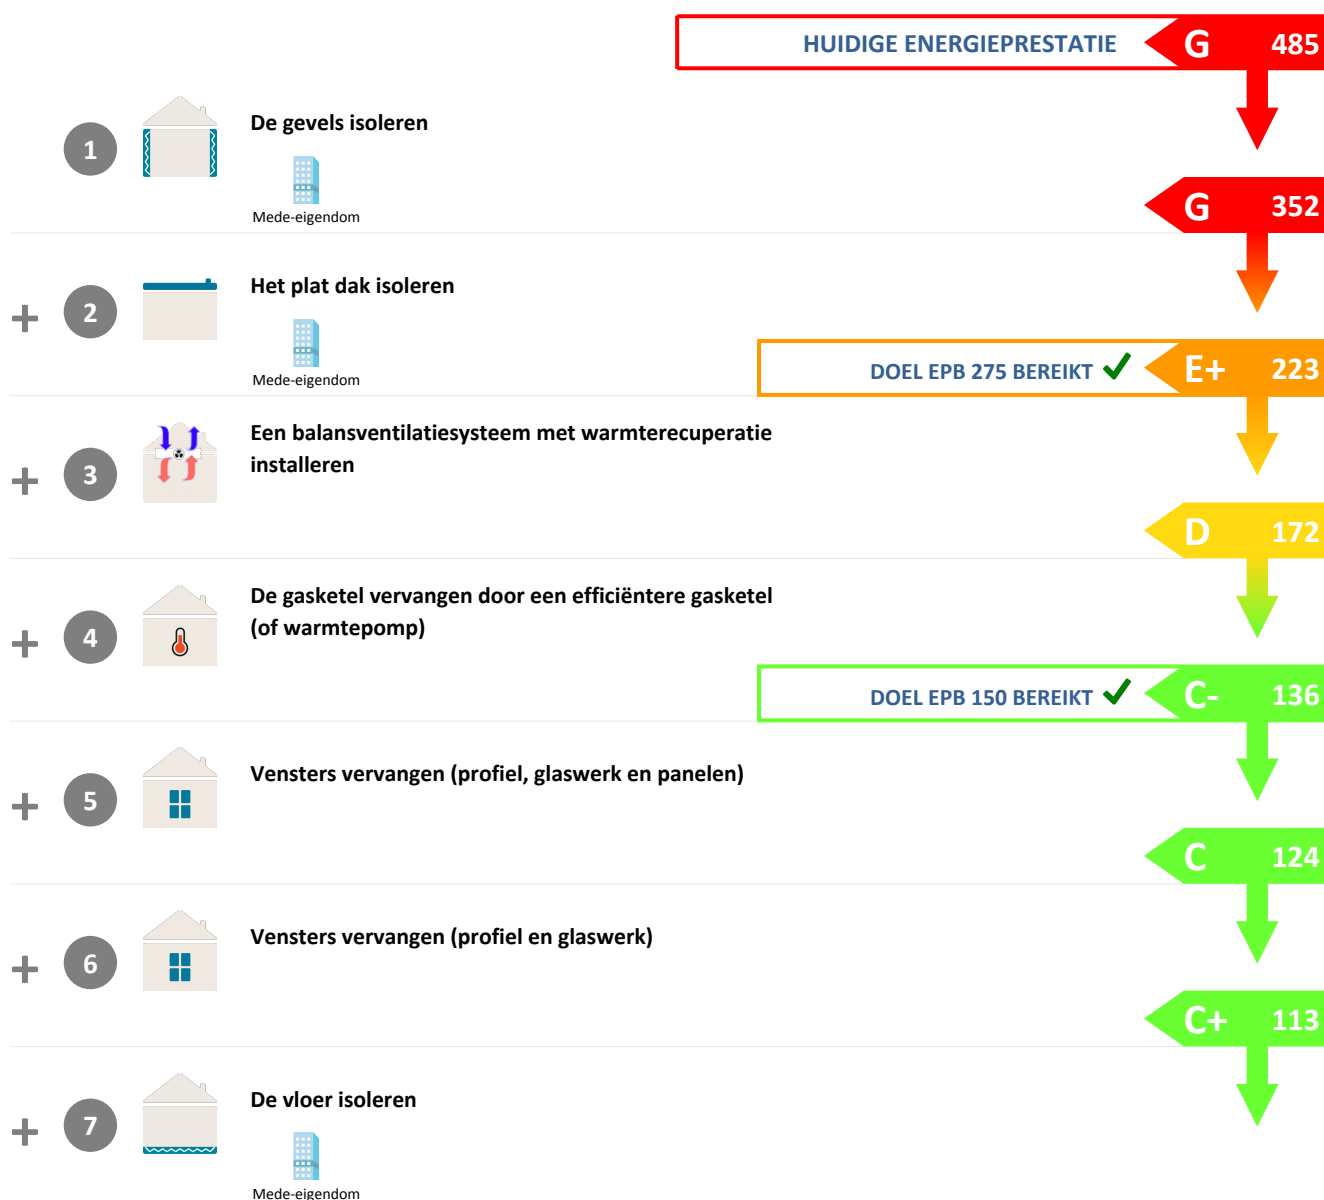 HUIDIGE ENERGIEPRESTATIE G 485
1 De gevels isoleren
Mede-eigendom
G 352
+ 2 Het plat dak isoleren
Mede-eigendom
DOEL EPB 275 BEREIKT E+ 223
+ 3 Een balansventilatiesysteem met warmterecuperatie
installeren
D 172
+ 4 De gasketel vervangen door een efficiëntere gasketel
(of warmtepomp)
DOEL EPB 150 BEREIKT C- 136
+ 5 Vensters vervangen (profiel, glaswerk en panelen)
C 124
+ 6 Vensters vervangen (profiel en glaswerk)
C+ 113
+ 7 De vloer isoleren
Mede-eigendom